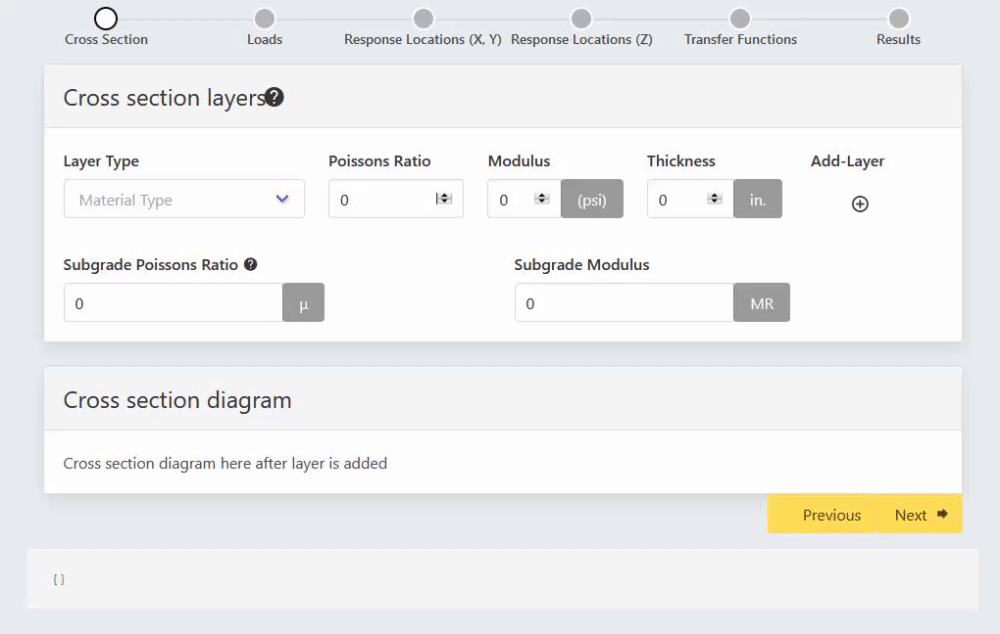 Cross Section Loads Response Locations (X, Y) Response Locations (Z) Transfer Functions Results
Cross section layers?
Layer Type Poissons Ratio Modulus Thickness Add-Layer
Material Type 0 0 (psi) 0 in.
Subgrade Poissons Ratio ? Subgrade Modulus
0 μ 0 MR
Cross section diagram
Cross section diagram here after layer is added
Previous Next
{ }